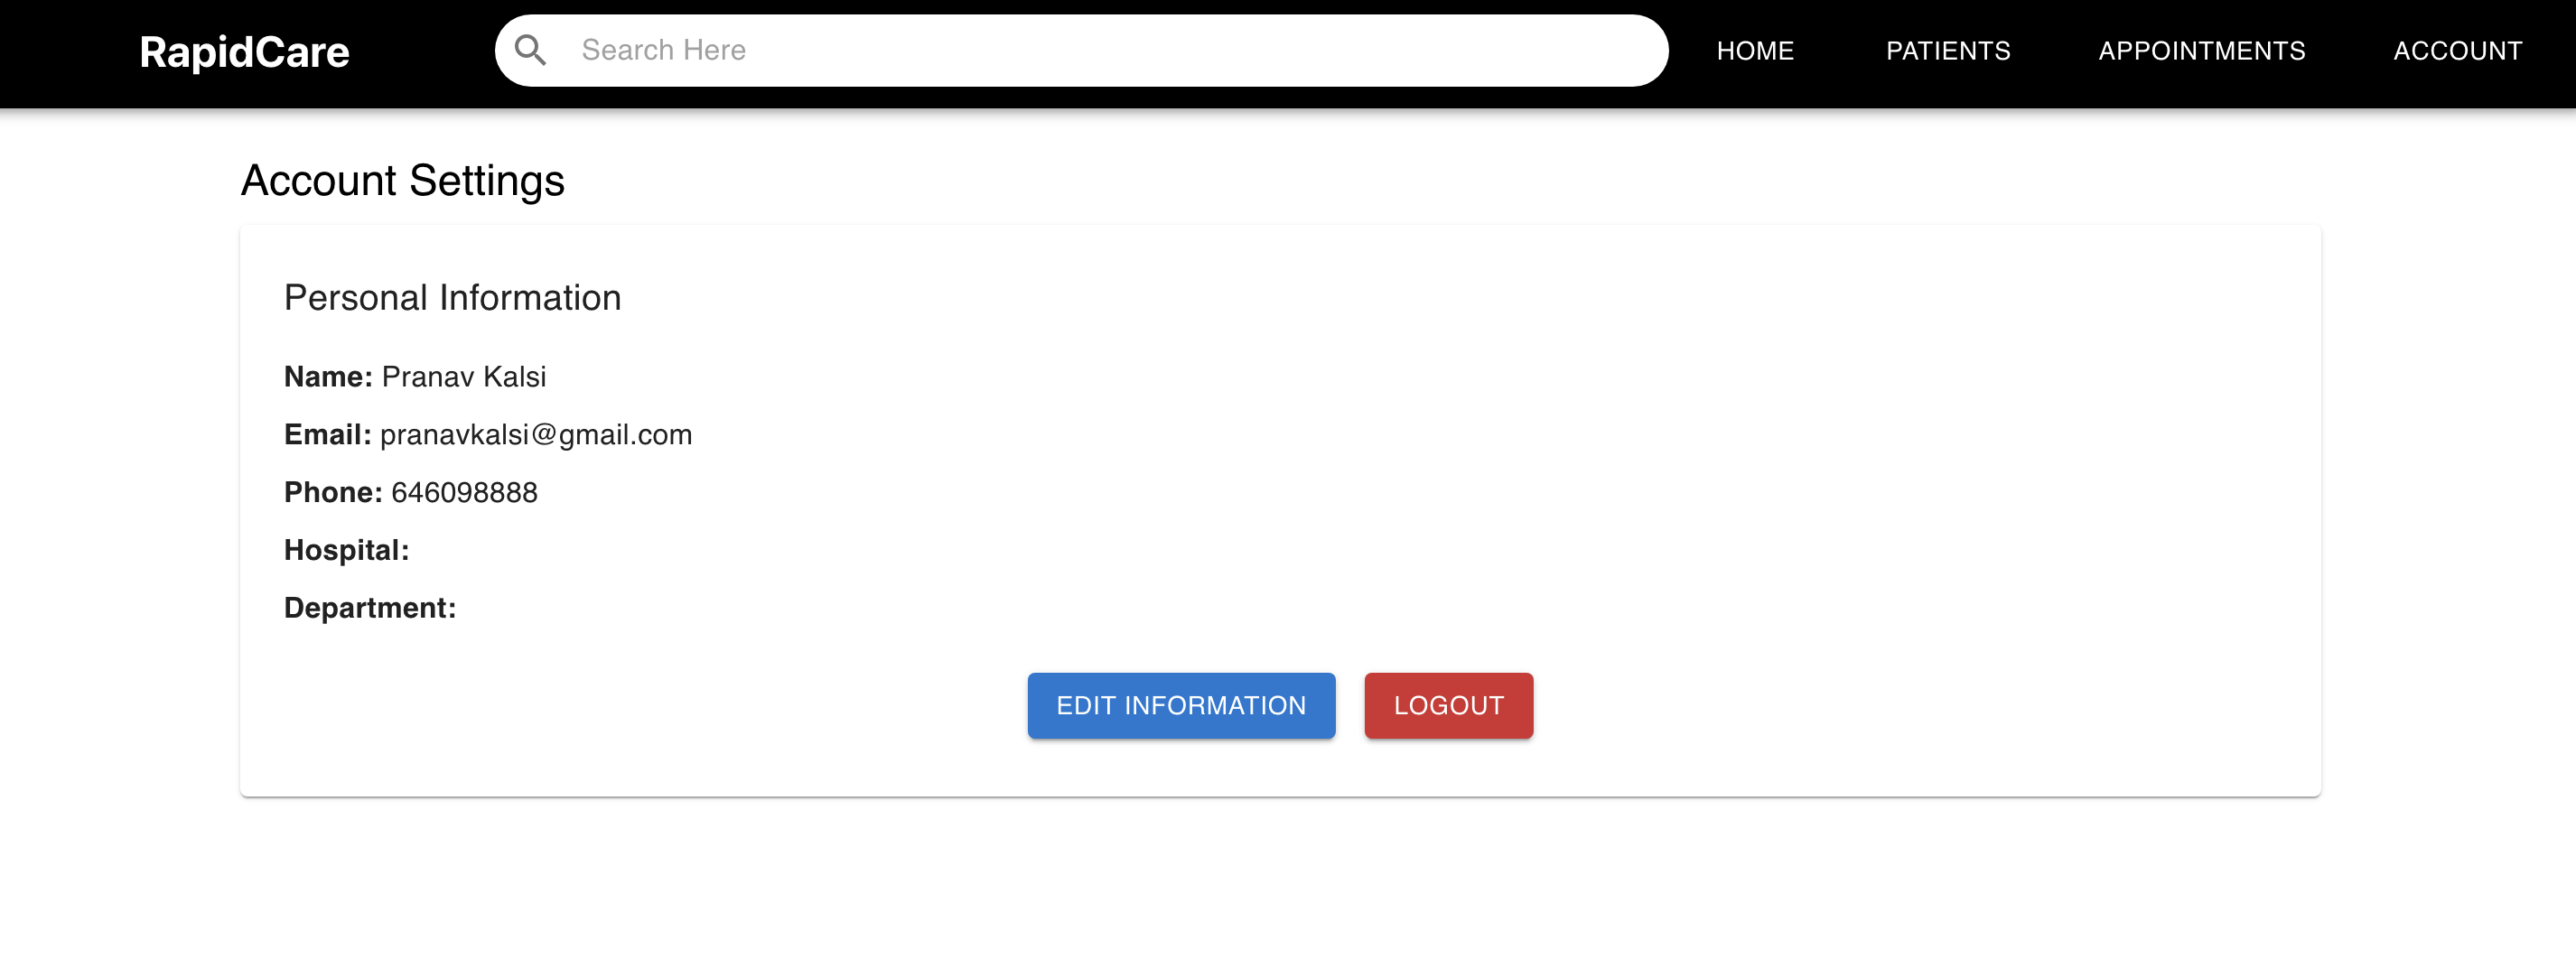 RapidCare
Search Here
HOME
PATIENTS
APPOINTMENTS
ACCOUNT
Account Settings
Personal Information
Name: Pranav Kalsi
Email: pranavkalsi@gmail.com
Phone: 646098888
Hospital:
Department:
EDIT INFORMATION
LOGOUT